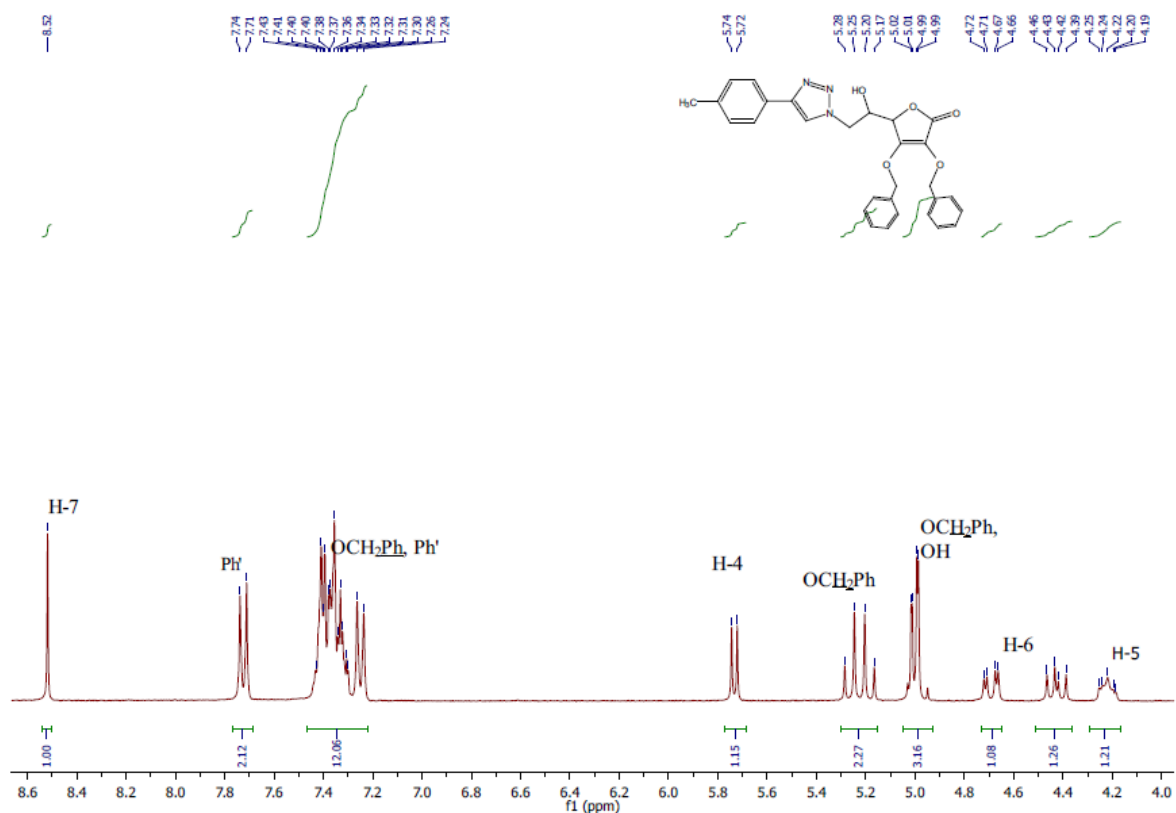 8.52 7.74 7.71 7.43 7.41 7.40 7.40 7.38 7.37 7.36 7.34 7.33 7.32 7.31 7.30 7.26 7.24 5.74 5.72 5.28 5.25 5.20 5.17 5.02 5.01 4.99 4.99 4.72 4.71 4.67 4.66 4.46 4.43 4.42 4.39 4.25 4.24 4.22 4.20 4.19
H₃C N N N HO O O
O O
H-7
Ph'
OCH₂Ph, Ph'
H-4
OCH₂Ph
OCH₂Ph,
OH
H-6
H-5
1.00 2.12 12.06 1.15 2.27 3.16 1.08 1.26 1.21
8.6 8.4 8.2 8.0 7.8 7.6 7.4 7.2 7.0 6.8 6.6 6.4 6.2 6.0 5.8 5.6 5.4 5.2 5.0 4.8 4.6 4.4 4.2 4.0
f1 (ppm)